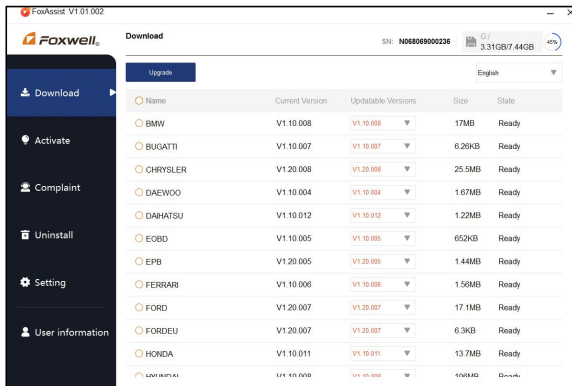 FoxAssist V1.01.002
FOXWELL®
Download
SN: N068069000236
G:/
3.31GB/7.44GB
45%
Upgrade
English
Download
Activate
Complaint
Uninstall
Setting
User information
Name Current Version Updatable Versions Size State
BMW V1.10.008 V1.10.008 17MB Ready
BUGATTI V1.10.007 V1.10.007 6.26KB Ready
CHRYSLER V1.20.008 V1.20.008 25.5MB Ready
DAEWOO V1.10.004 V1.10.004 1.67MB Ready
DAIHATSU V1.10.012 V1.10.012 1.22MB Ready
EOBD V1.10.005 V1.10.005 652KB Ready
EPB V1.20.005 V1.20.005 1.44MB Ready
FERRARI V1.10.006 V1.10.006 1.56MB Ready
FORD V1.20.007 V1.20.007 17.1MB Ready
FORDEU V1.20.007 V1.20.007 6.3KB Ready
HONDA V1.10.011 V1.10.011 13.7MB Ready
HYUNDAI V1.10.009 106MB Ready